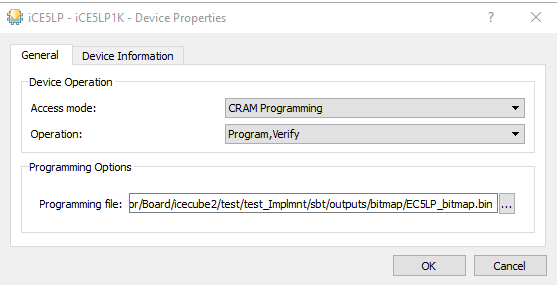 iCE5LP - iCE5LP1K - Device Properties
General
Device Information
Device Operation
Access mode:
CRAM Programming
Operation:
Program,Verify
Programming Options
Programming file:
or/Board/icecube2/test/test_Implmnt/sbt/outputs/bitmap/EC5LP_bitmap.bin
...
OK
Cancel